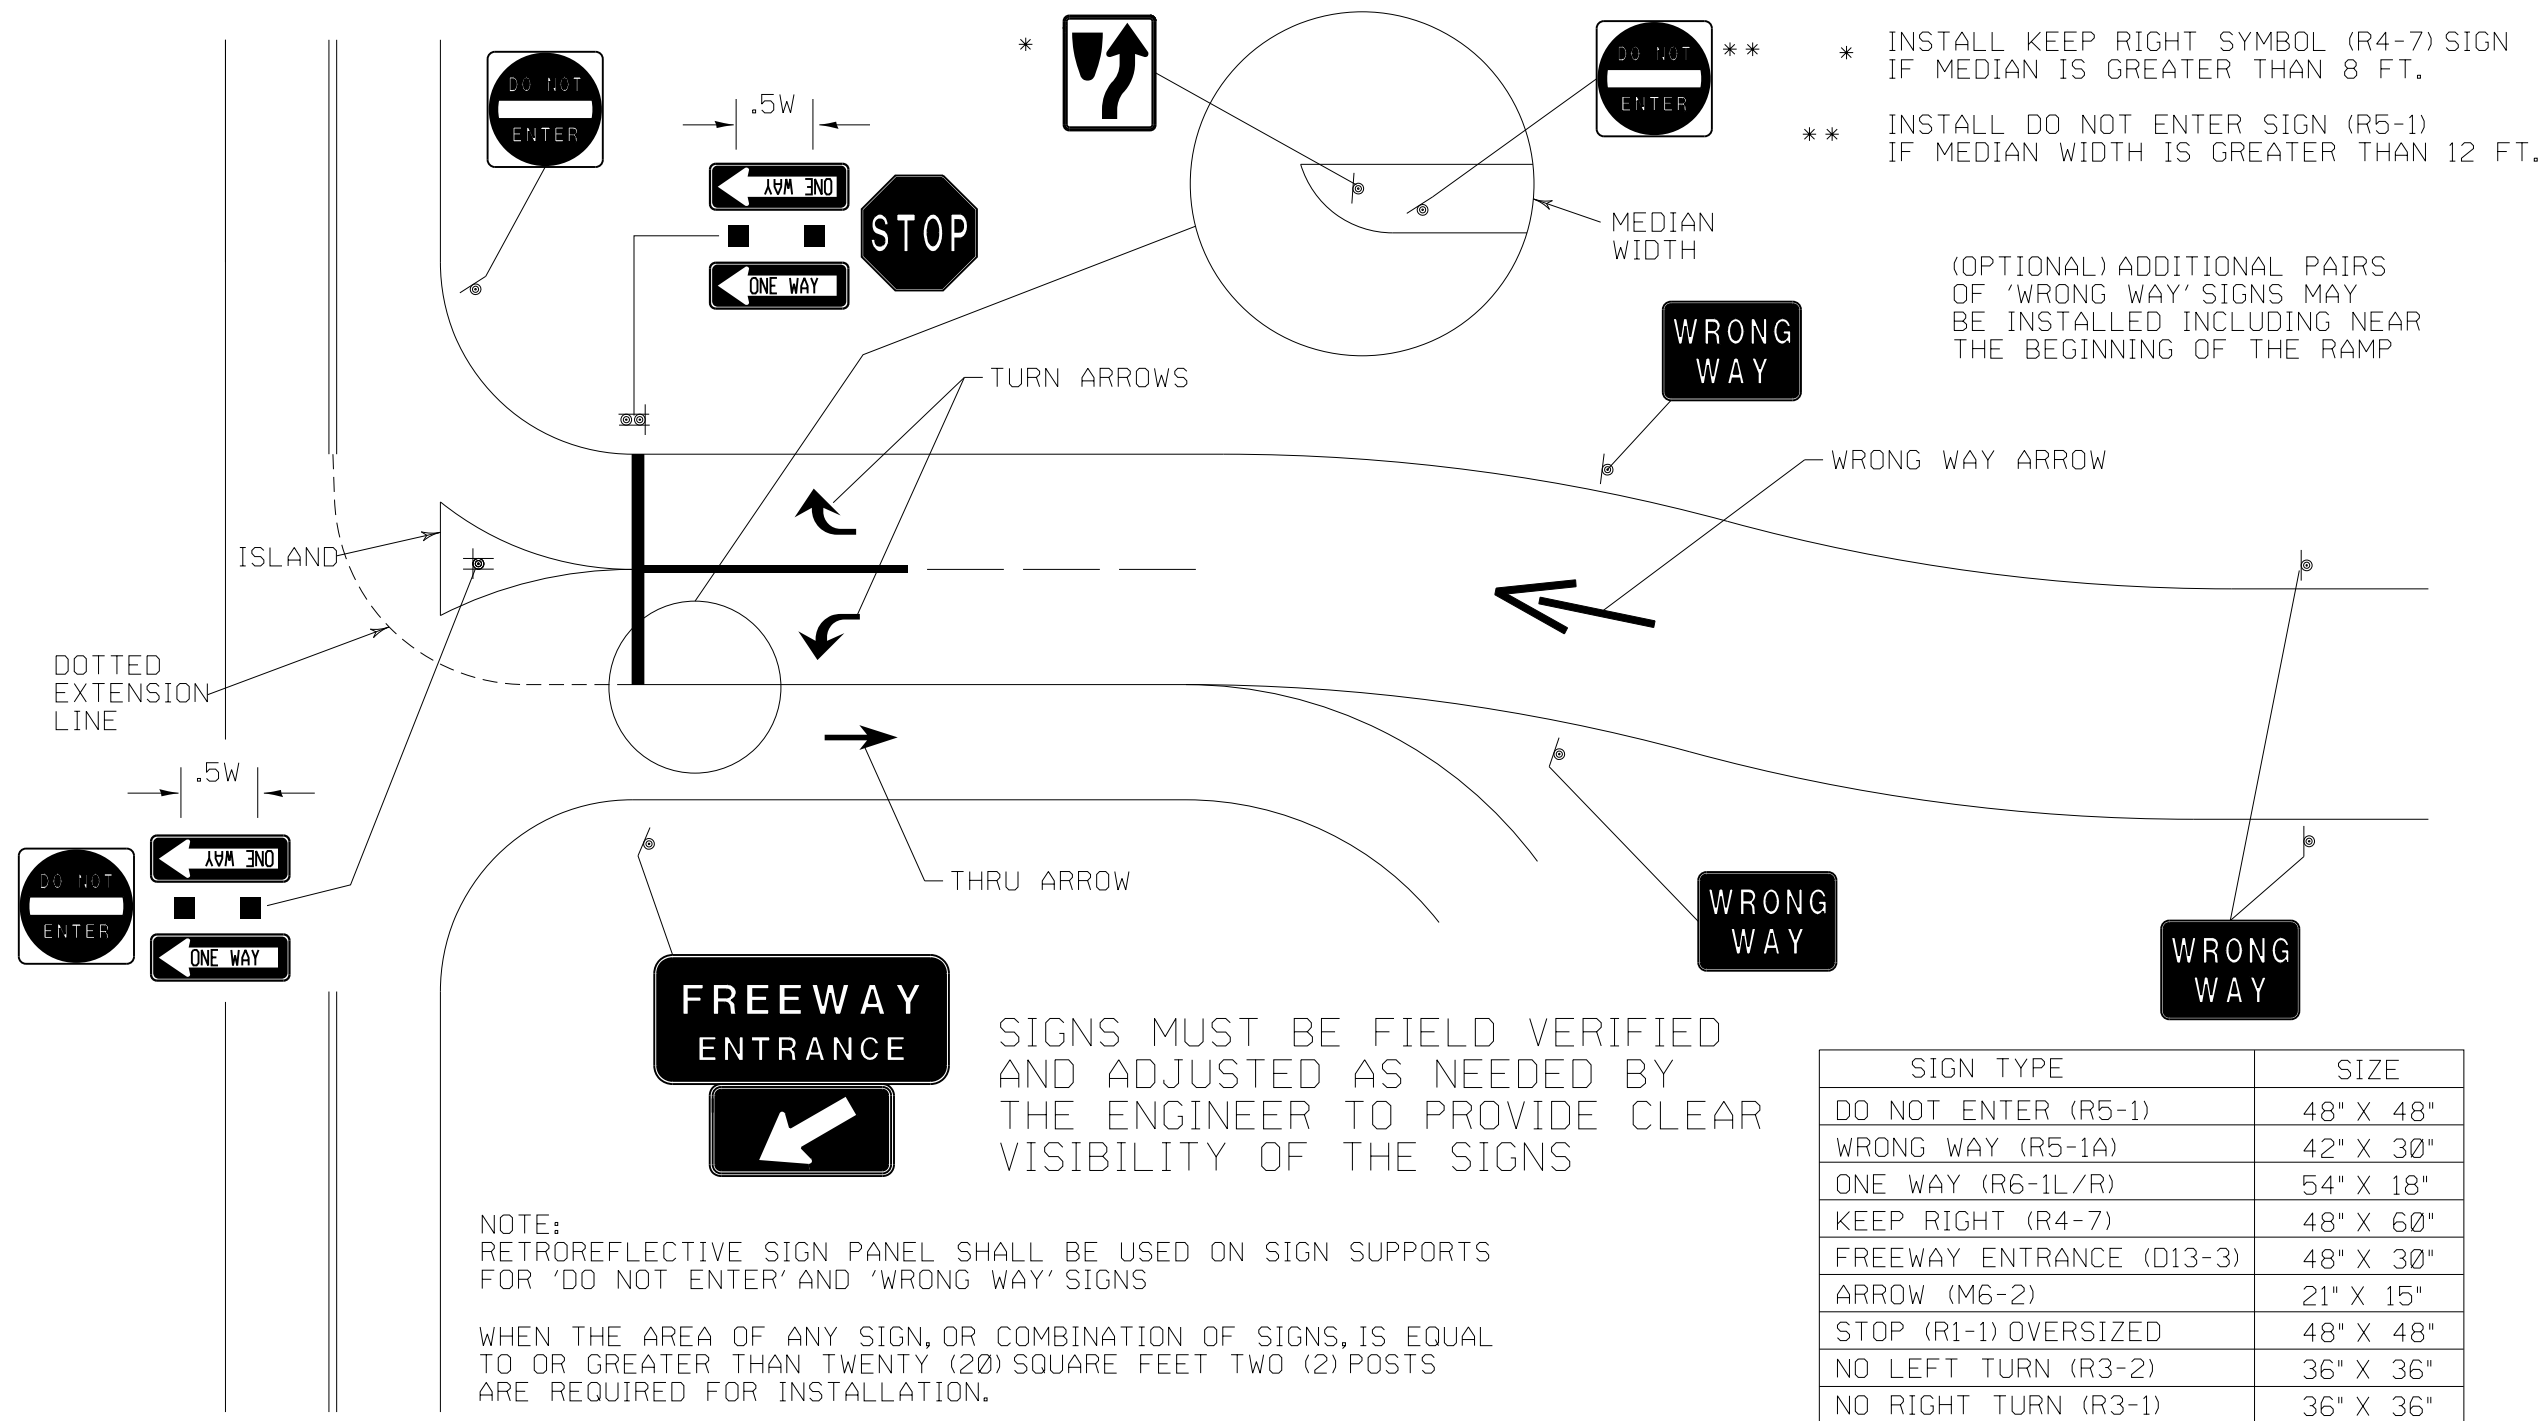 DO NOT
ENTER
.5W
ONE WAY
STOP
ONE WAY
*
DO NOT
ENTER
**
* INSTALL KEEP RIGHT SYMBOL (R4-7) SIGN
IF MEDIAN IS GREATER THAN 8 FT.
** INSTALL DO NOT ENTER SIGN (R5-1)
IF MEDIAN WIDTH IS GREATER THAN 12 FT.
MEDIAN
WIDTH
(OPTIONAL) ADDITIONAL PAIRS
OF 'WRONG WAY' SIGNS MAY
BE INSTALLED INCLUDING NEAR
THE BEGINNING OF THE RAMP
WRONG
WAY
TURN ARROWS
WRONG WAY ARROW
ISLAND
DOTTED
EXTENSION
LINE
.5W
DO NOT
ENTER
ONE WAY
ONE WAY
THRU ARROW
WRONG
WAY
WRONG
WAY
FREEWAY
ENTRANCE
SIGNS MUST BE FIELD VERIFIED
AND ADJUSTED AS NEEDED BY
THE ENGINEER TO PROVIDE CLEAR
VISIBILITY OF THE SIGNS
NOTE:
RETROREFLECTIVE SIGN PANEL SHALL BE USED ON SIGN SUPPORTS
FOR 'DO NOT ENTER' AND 'WRONG WAY' SIGNS
WHEN THE AREA OF ANY SIGN, OR COMBINATION OF SIGNS, IS EQUAL
TO OR GREATER THAN TWENTY (20) SQUARE FEET TWO (2) POSTS
ARE REQUIRED FOR INSTALLATION.
SIGN TYPE SIZE
DO NOT ENTER (R5-1) 48" X 48"
WRONG WAY (R5-1A) 42" X 30"
ONE WAY (R6-1L/R) 54" X 18"
KEEP RIGHT (R4-7) 48" X 60"
FREEWAY ENTRANCE (D13-3) 48" X 30"
ARROW (M6-2) 21" X 15"
STOP (R1-1) OVERSIZED 48" X 48"
NO LEFT TURN (R3-2) 36" X 36"
NO RIGHT TURN (R3-1) 36" X 36"